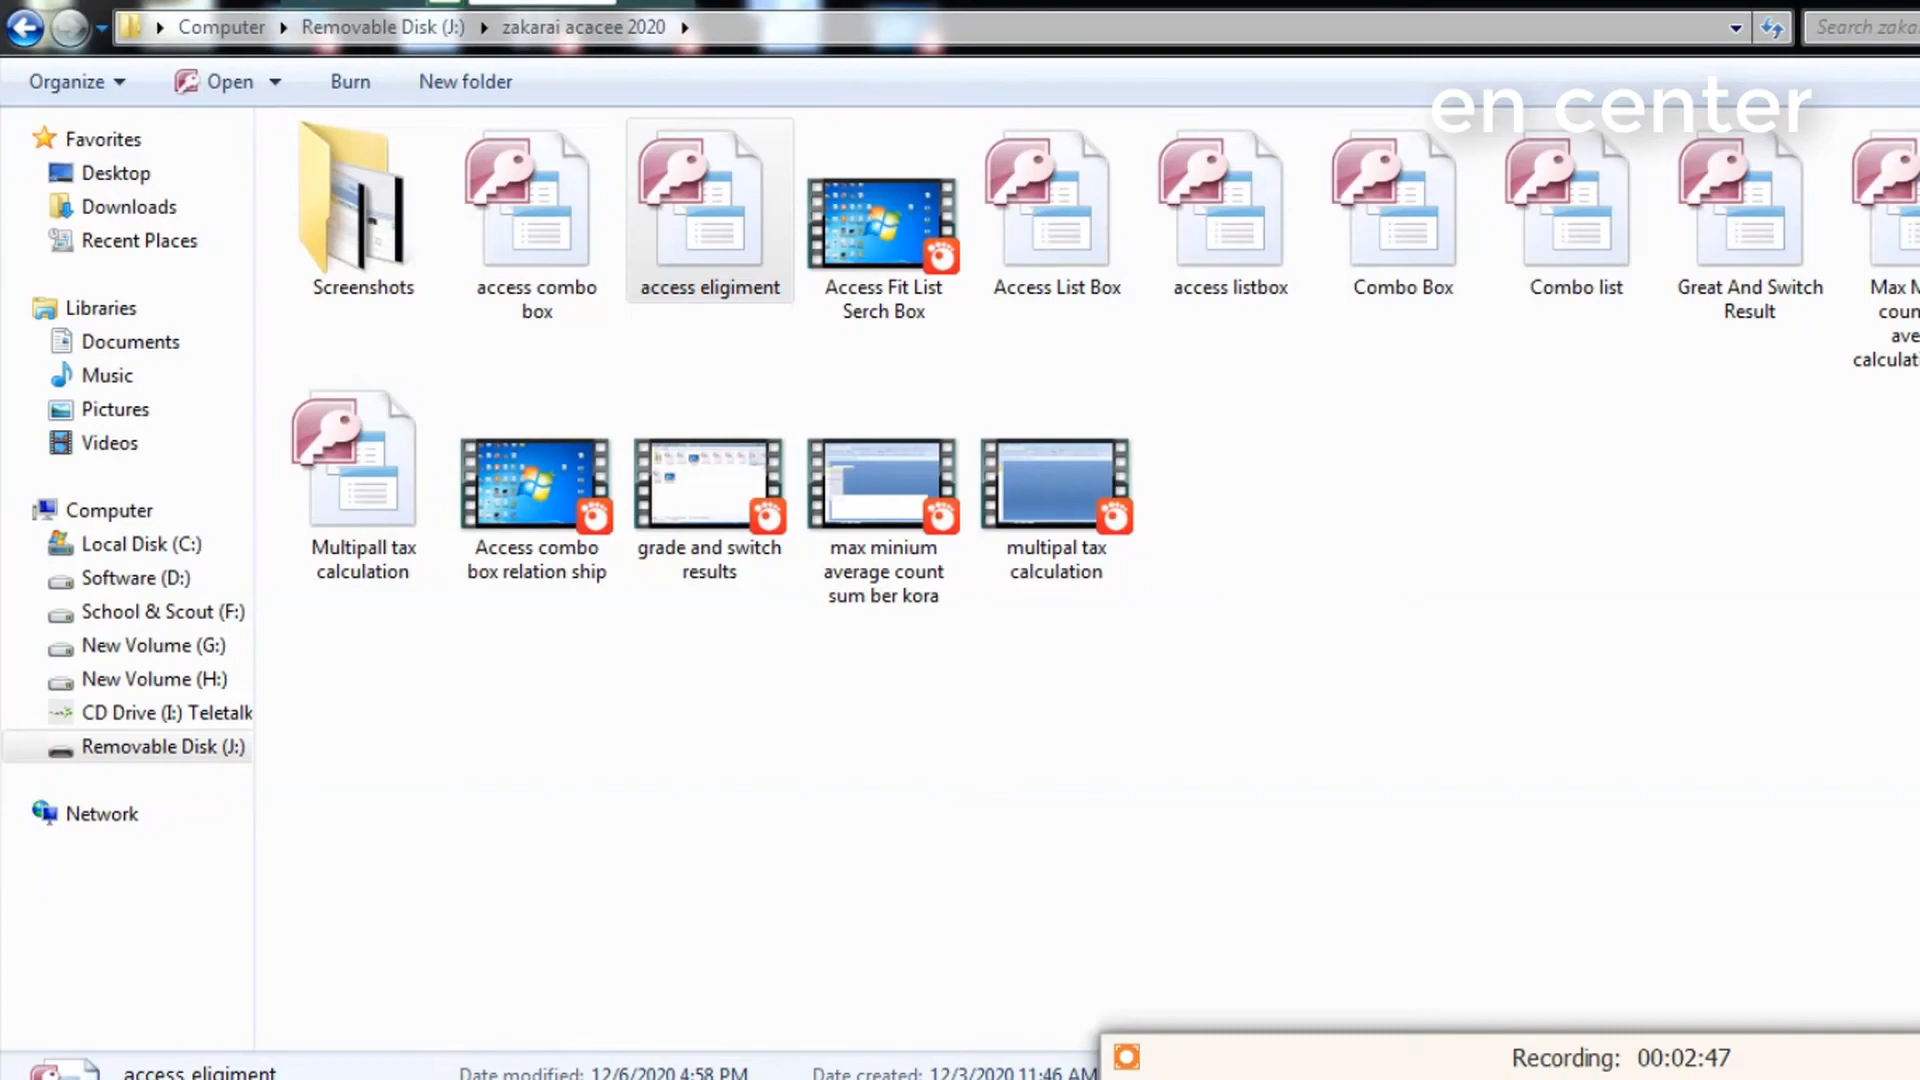 Computer
Removable Disk (J:)
zakarai acacee 2020
Search zaka
Organize
Open
Burn
New folder
en center
Favorites
Desktop
Downloads
Recent Places
Libraries
Documents
Music
Pictures
Videos
Computer
Local Disk (C:)
Software (D:)
School & Scout (F:)
New Volume (G:)
New Volume (H:)
CD Drive (I:) Teletalk
Removable Disk (J:)
Network
Screenshots
access combo
box
access eligiment
Access Fit List
Serch Box
Access List Box
access listbox
Combo Box
Combo list
Great And Switch
Result
Max M
coun
ave
calculati
Multipall tax
calculation
Access combo
box relation ship
grade and switch
results
max minium
average count
sum ber kora
multipal tax
calculation
access eligiment
Date modified: 12/6/2020 4:58 PM
Date created: 12/3/2020 11:46 AM
Recording: 00:02:47